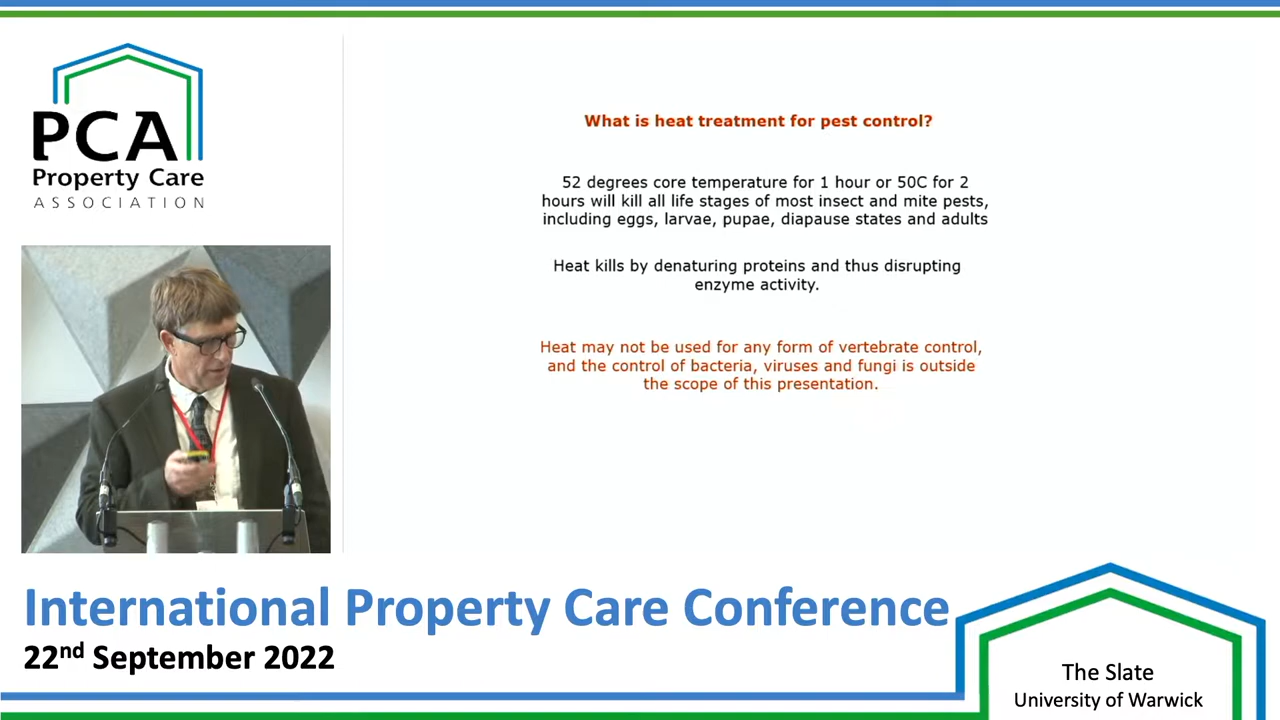 PCA
Property Care
ASSOCIATION
What is heat treatment for pest control?
52 degrees core temperature for 1 hour or 50C for 2
hours will kill all life stages of most insect and mite pests,
including eggs, larvae, pupae, diapause states and adults
Heat kills by denaturing proteins and thus disrupting
enzyme activity.
Heat may not be used for any form of vertebrate control,
and the control of bacteria, viruses and fungi is outside
the scope of this presentation.
International Property Care Conference
22nd September 2022
The Slate
University of Warwick